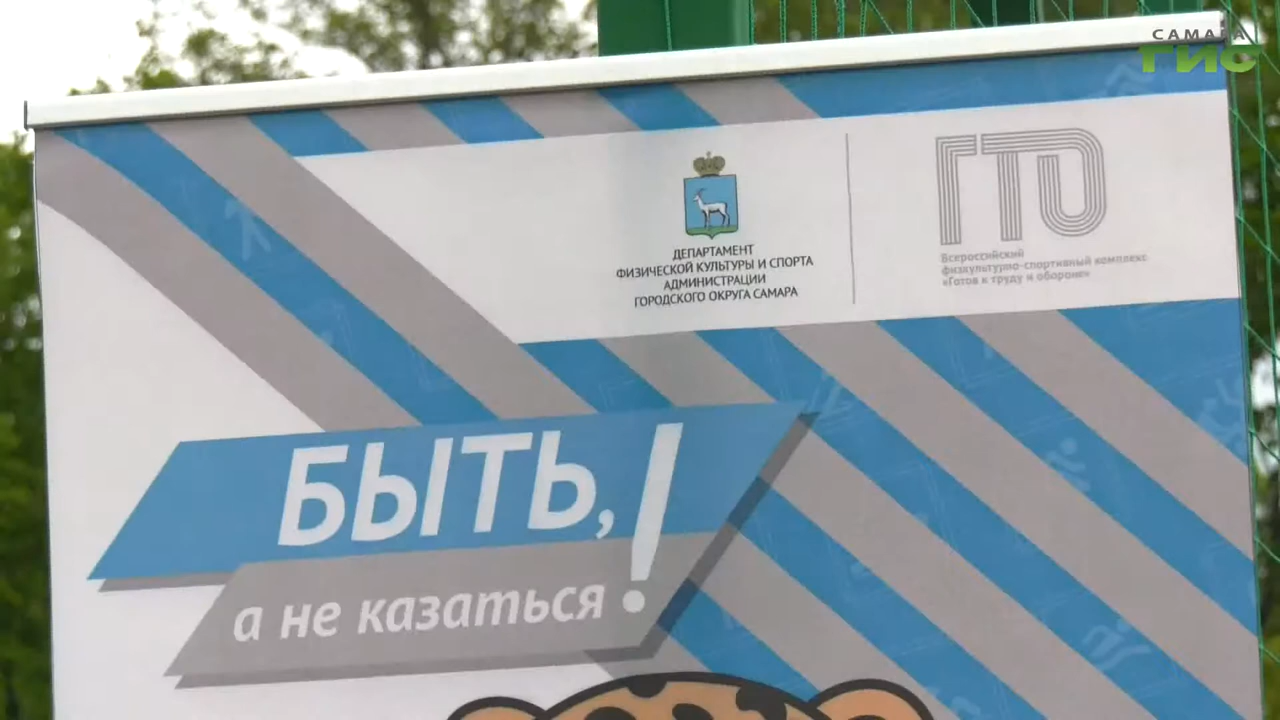 САМАРА
ГИС
ГТО
ДЕПАРТАМЕНТ
ФИЗИЧЕСКОЙ КУЛЬТУРЫ И СПОРТА
АДМИНИСТРАЦИИ
ГОРОДСКОГО ОКРУГА САМАРА
Всероссийский
физкультурно-спортивный комплекс
«Готов к труду и обороне»
БЫТЬ,
а не казаться!